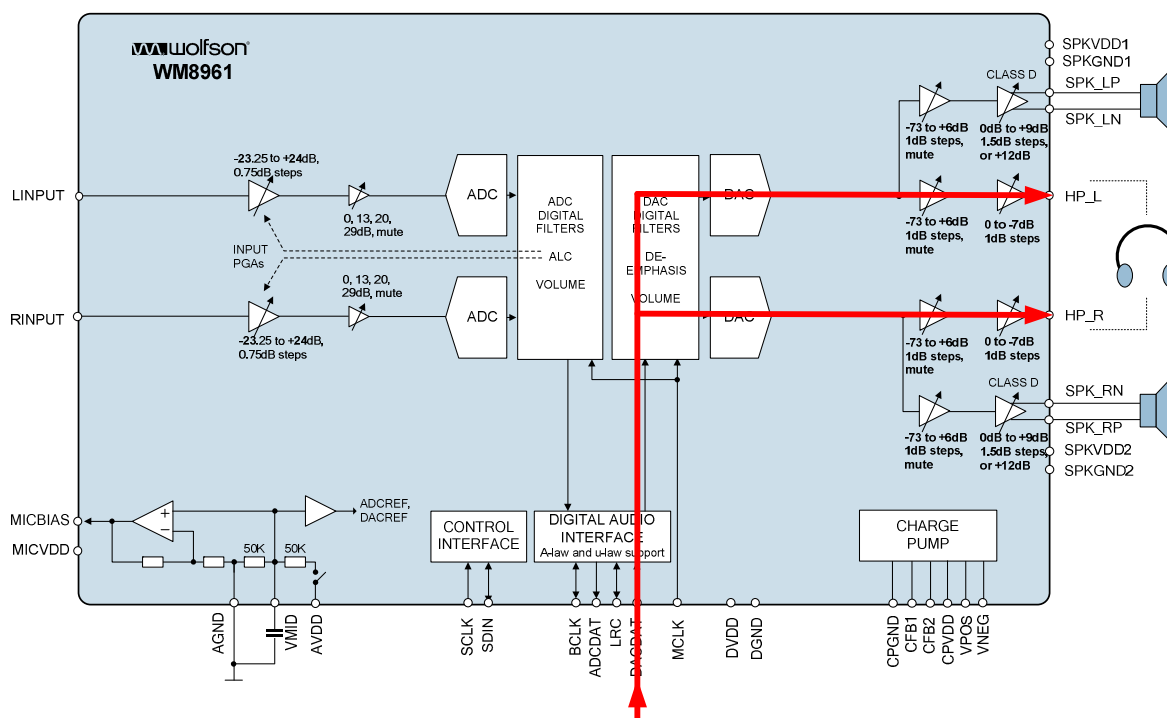 wolfson®
WM8961
SPKVDD1
SPKGND1
CLASS D
SPK_LP
SPK_LN
-73 to +6dB
1dB steps,
mute
0dB to +9dB
1.5dB steps,
or +12dB
-23.25 to +24dB,
0.75dB steps
LINPUT
ADC
ADC
DIGITAL
FILTERS
ALC
VOLUME
DAC
DIGITAL
FILTERS
DE-
EMPHASIS
VOLUME
DAC
HP_L
0, 13, 20,
29dB, mute
-73 to +6dB
1dB steps,
mute
0 to -7dB
1dB steps
INPUT
PGAs
0, 13, 20,
29dB, mute
RINPUT
ADC
DAC
HP_R
-23.25 to +24dB,
0.75dB steps
-73 to +6dB
1dB steps,
mute
0 to -7dB
1dB steps
CLASS D
SPK_RN
SPK_RP
-73 to +6dB
1dB steps,
mute
0dB to +9dB
1.5dB steps,
or +12dB
SPKVDD2
SPKGND2
MICBIAS
MICVDD
+
−
ADCREF,
DACREF
50K
50K
CONTROL
INTERFACE
DIGITAL AUDIO
INTERFACE
A-law and u-law support
CHARGE
PUMP
AGND
VMID
AVDD
SCLK
SDIN
BCLK
ADCDAT
LRC
DACDAT
MCLK
DVDD
DGND
CPGND
CFB1
CFB2
CPVDD
VPOS
VNEG